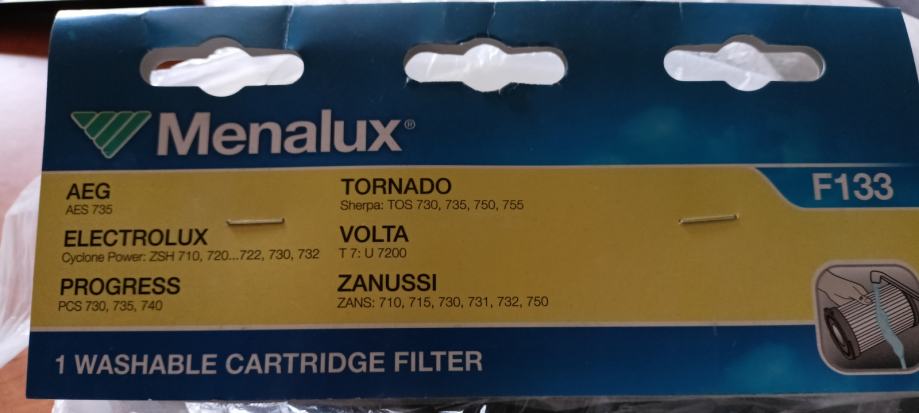 Menalux®
F133
AEG
AES 735
ELECTROLUX
Cyclone Power: ZSH 710, 720...722, 730, 732
PROGRESS
PCS 730, 735, 740
TORNADO
Sherpa: TOS 730, 735, 750, 755
VOLTA
T 7: U 7200
ZANUSSI
ZANS: 710, 715, 730, 731, 732, 750
1 WASHABLE CARTRIDGE FILTER